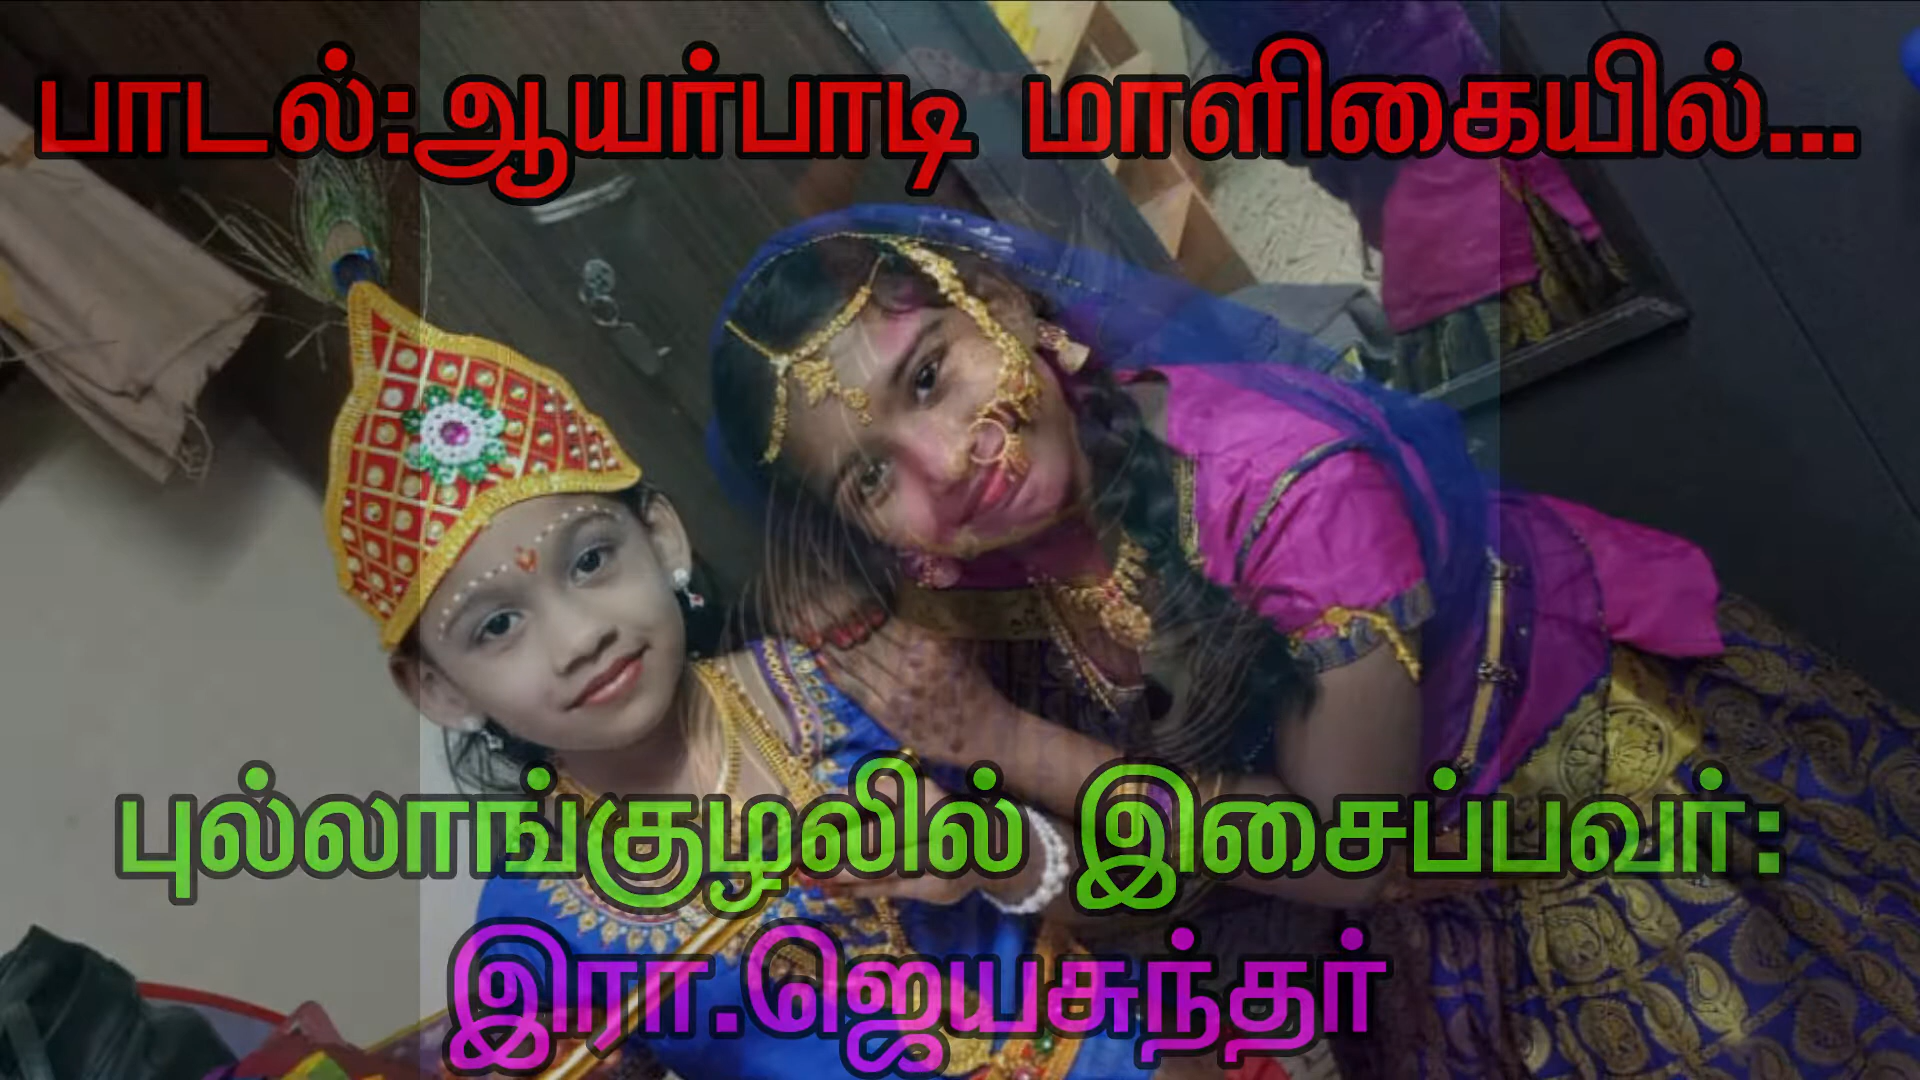 பாடல்:ஆயர்பாடி மாளிகையில்...
புல்லாங்குழலில் இசைப்பவர்:
இரா.ஜெயசுந்தர்